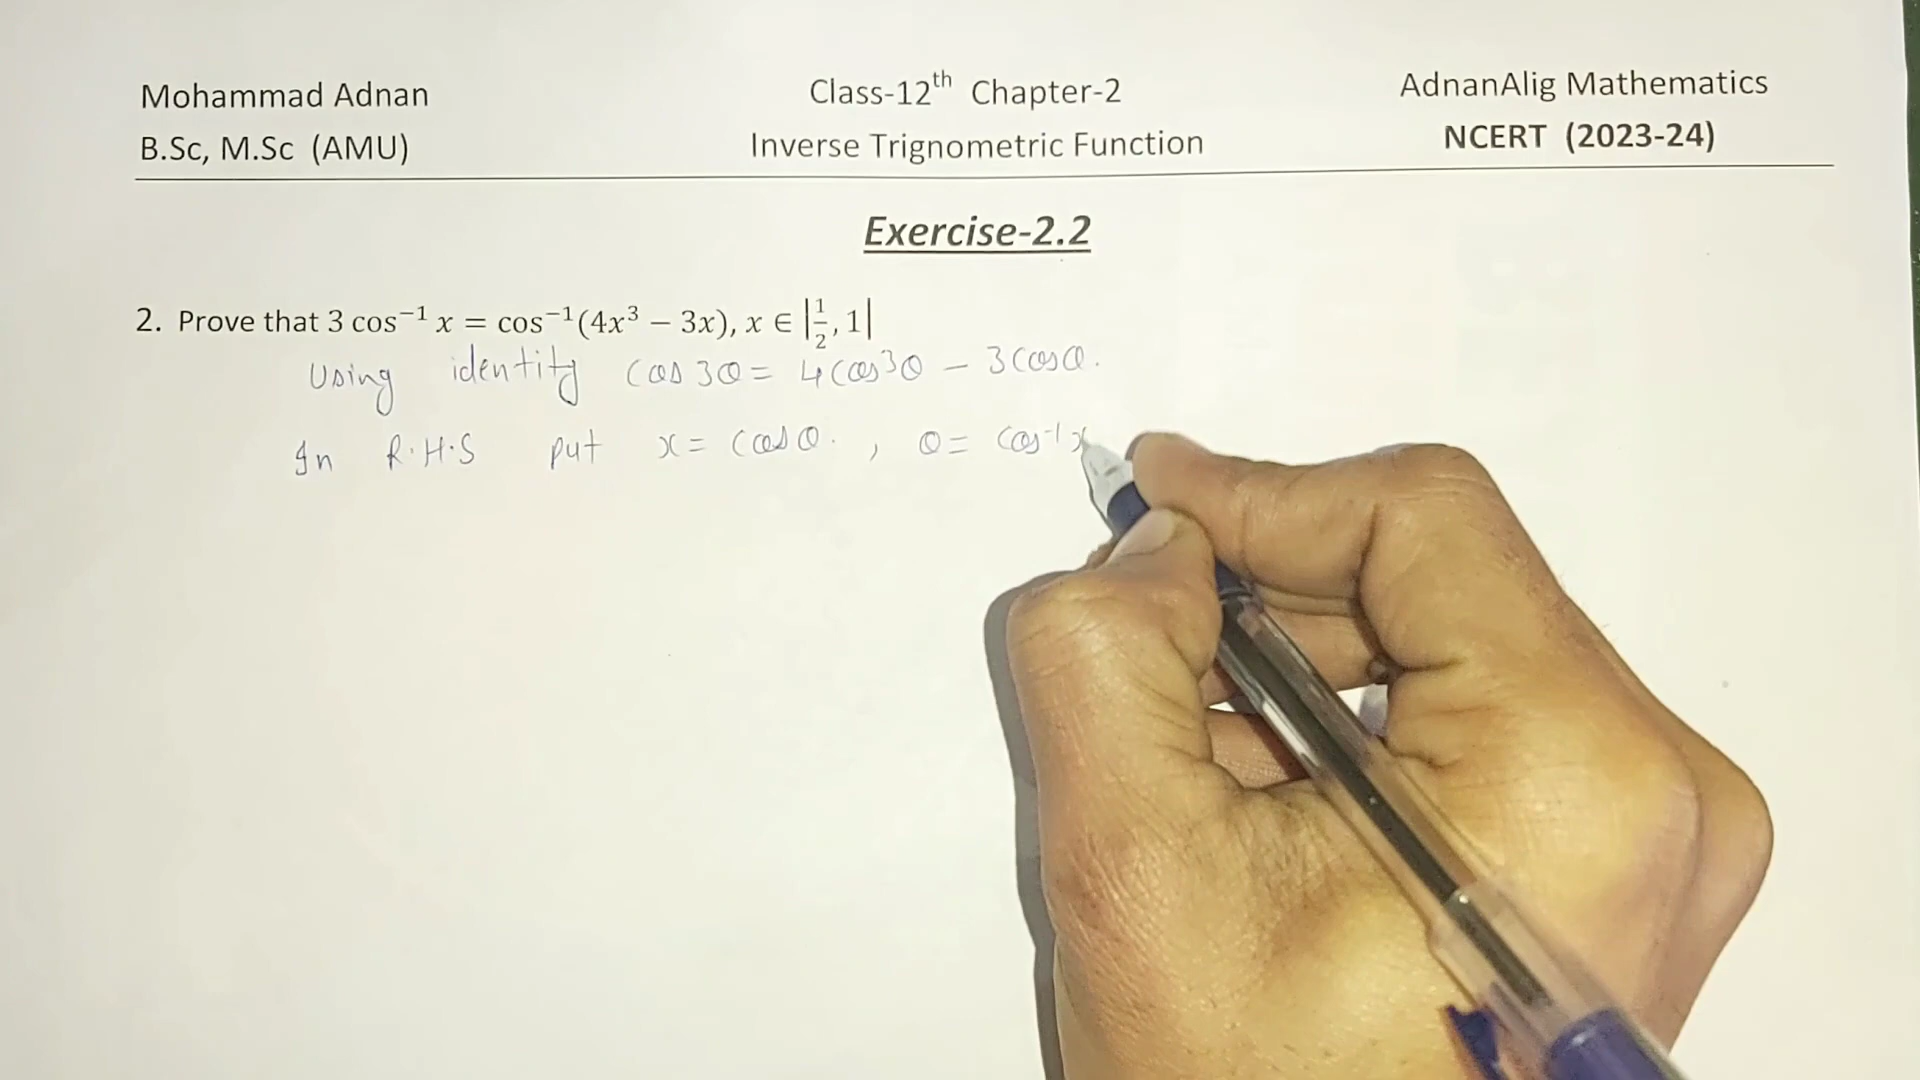 Mohammad Adnan
B.Sc, M.Sc (AMU)
Class-12th Chapter-2
Inverse Trignometric Function
AdnanAlig Mathematics
NCERT (2023-24)
Exercise-2.2
2. Prove that 3 cos⁻¹ x = cos⁻¹(4x³ − 3x), x ∈ |1/2, 1|
Using identity cos 3θ = 4cos³θ − 3cosθ.
In R.H.S put x = cosθ. , θ = cos⁻¹x